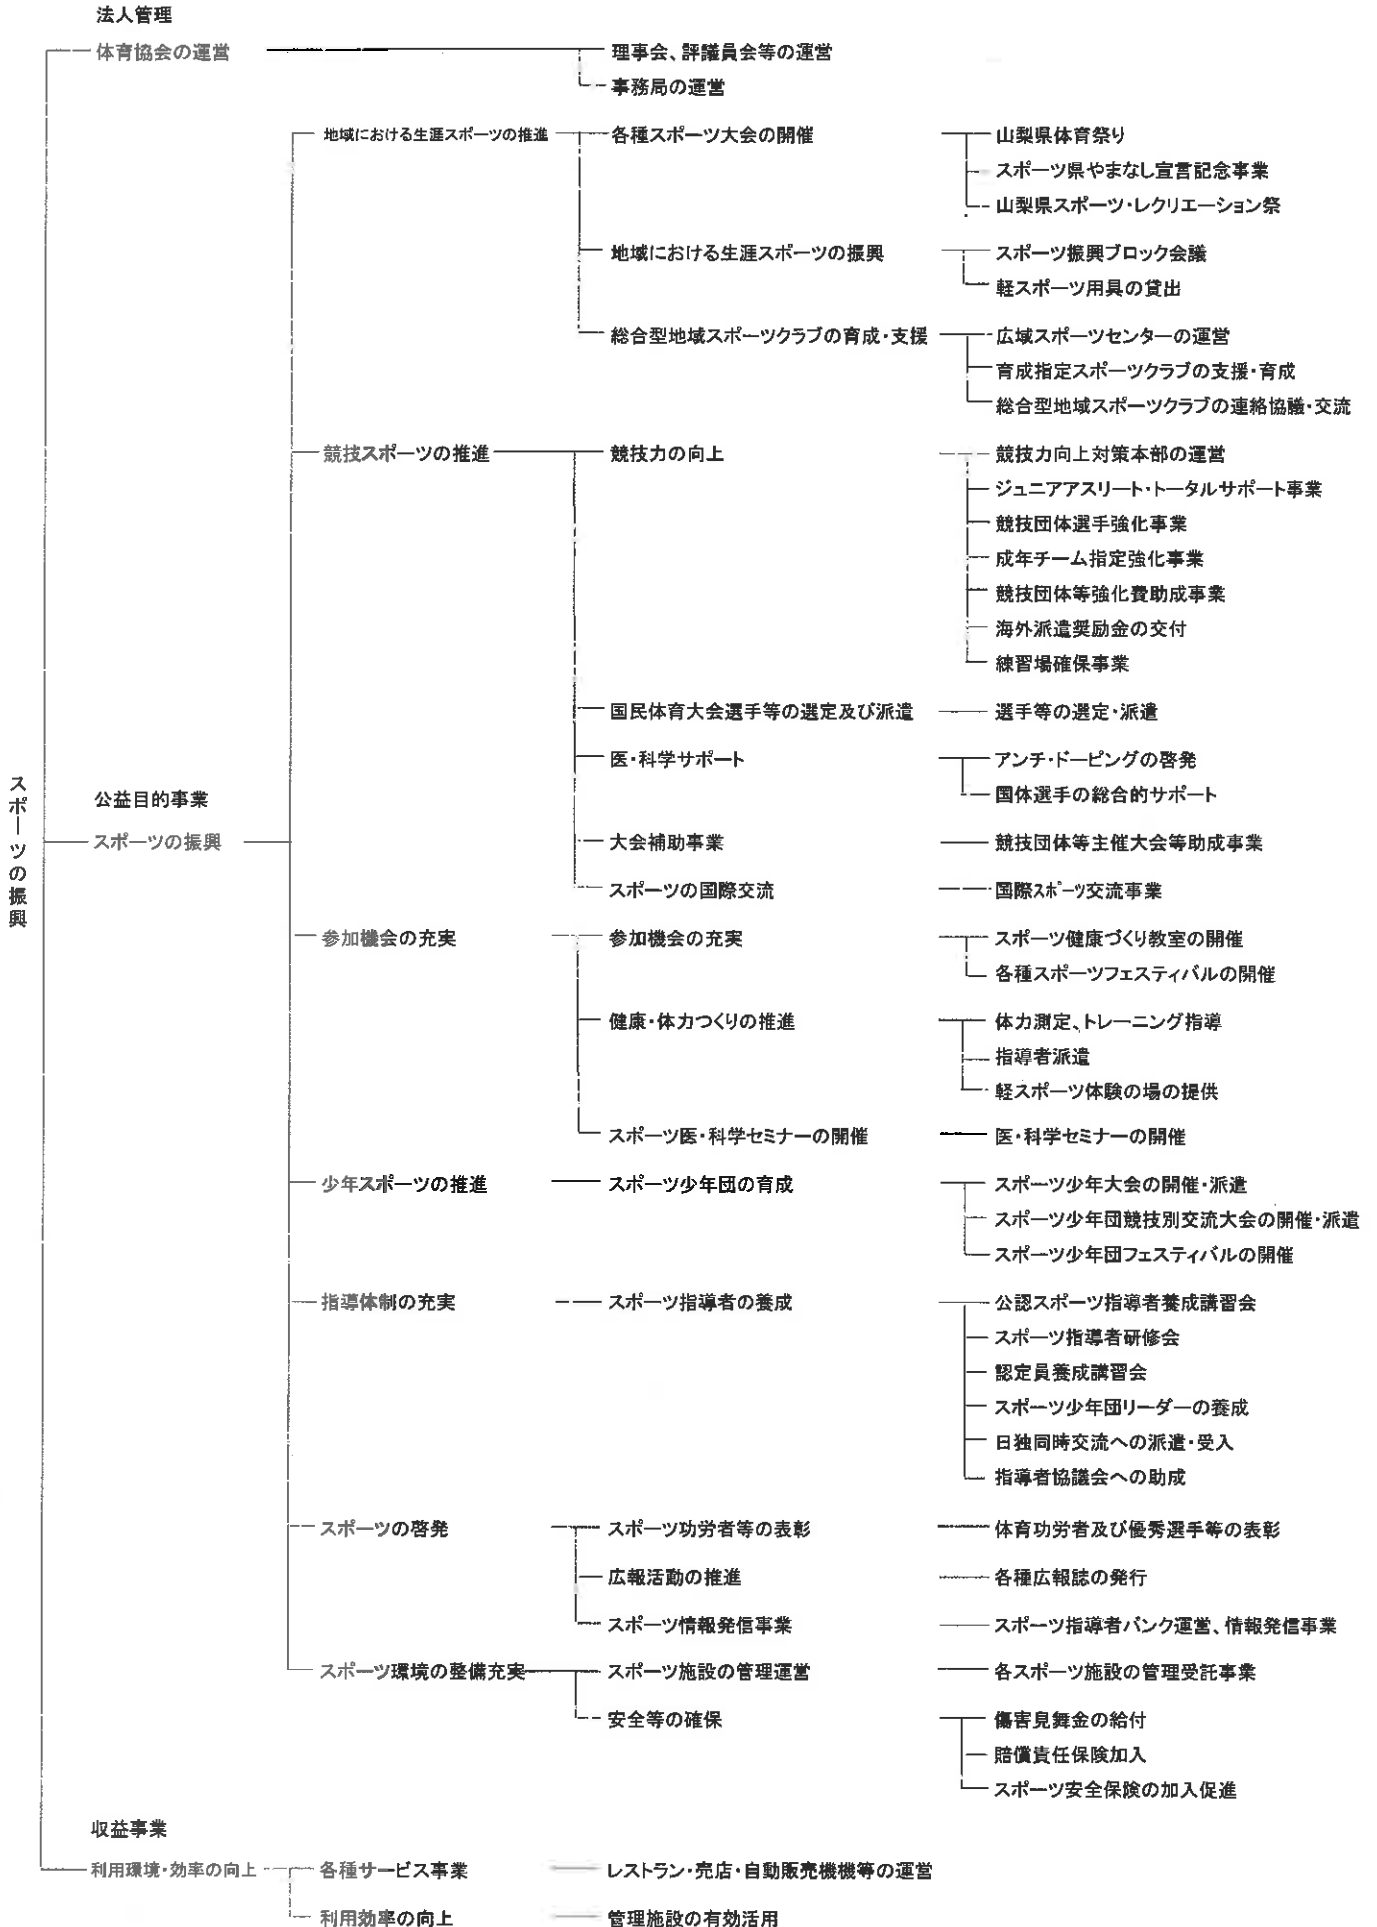 法人管理
体育協会の運営
理事会、評議員会等の運営
事務局の運営
地域における生涯スポーツの推進
各種スポーツ大会の開催
山梨県体育祭り
スポーツ県やまなし宣言記念事業
山梨県スポーツ・レクリエーション祭
地域における生涯スポーツの振興
スポーツ振興ブロック会議
軽スポーツ用具の貸出
総合型地域スポーツクラブの育成・支援
広域スポーツセンターの運営
育成指定スポーツクラブの支援・育成
総合型地域スポーツクラブの連絡協議・交流
競技スポーツの推進
競技力の向上
競技力向上対策本部の運営
ジュニアアスリート・トータルサポート事業
競技団体選手強化事業
成年チーム指定強化事業
競技団体等強化費助成事業
海外派遣奨励金の交付
練習場確保事業
国民体育大会選手等の選定及び派遣
選手等の選定・派遣
医・科学サポート
アンチ・ドーピングの啓発
国体選手の総合的サポート
スポーツの振興
公益目的事業
スポーツの振興
大会補助事業
競技団体等主催大会等助成事業
スポーツの国際交流
国際スポーツ交流事業
参加機会の充実
参加機会の充実
スポーツ健康づくり教室の開催
各種スポーツフェスティバルの開催
健康・体力つくりの推進
体力測定、トレーニング指導
指導者派遣
軽スポーツ体験の場の提供
スポーツ医・科学セミナーの開催
医・科学セミナーの開催
少年スポーツの推進
スポーツ少年団の育成
スポーツ少年大会の開催・派遣
スポーツ少年団競技別交流大会の開催・派遣
スポーツ少年団フェスティバルの開催
指導体制の充実
スポーツ指導者の養成
公認スポーツ指導者養成講習会
スポーツ指導者研修会
認定員養成講習会
スポーツ少年団リーダーの養成
日独同時交流への派遣・受入
指導者協議会への助成
スポーツの啓発
スポーツ功労者等の表彰
体育功労者及び優秀選手等の表彰
広報活動の推進
各種広報誌の発行
スポーツ情報発信事業
スポーツ指導者バンク運営、情報発信事業
スポーツ環境の整備充実
スポーツ施設の管理運営
各スポーツ施設の管理受託事業
安全等の確保
傷害見舞金の給付
賠償責任保険加入
スポーツ安全保険の加入促進
収益事業
利用環境・効率の向上
各種サービス事業
レストラン・売店・自動販売機機等の運営
利用効率の向上
管理施設の有効活用